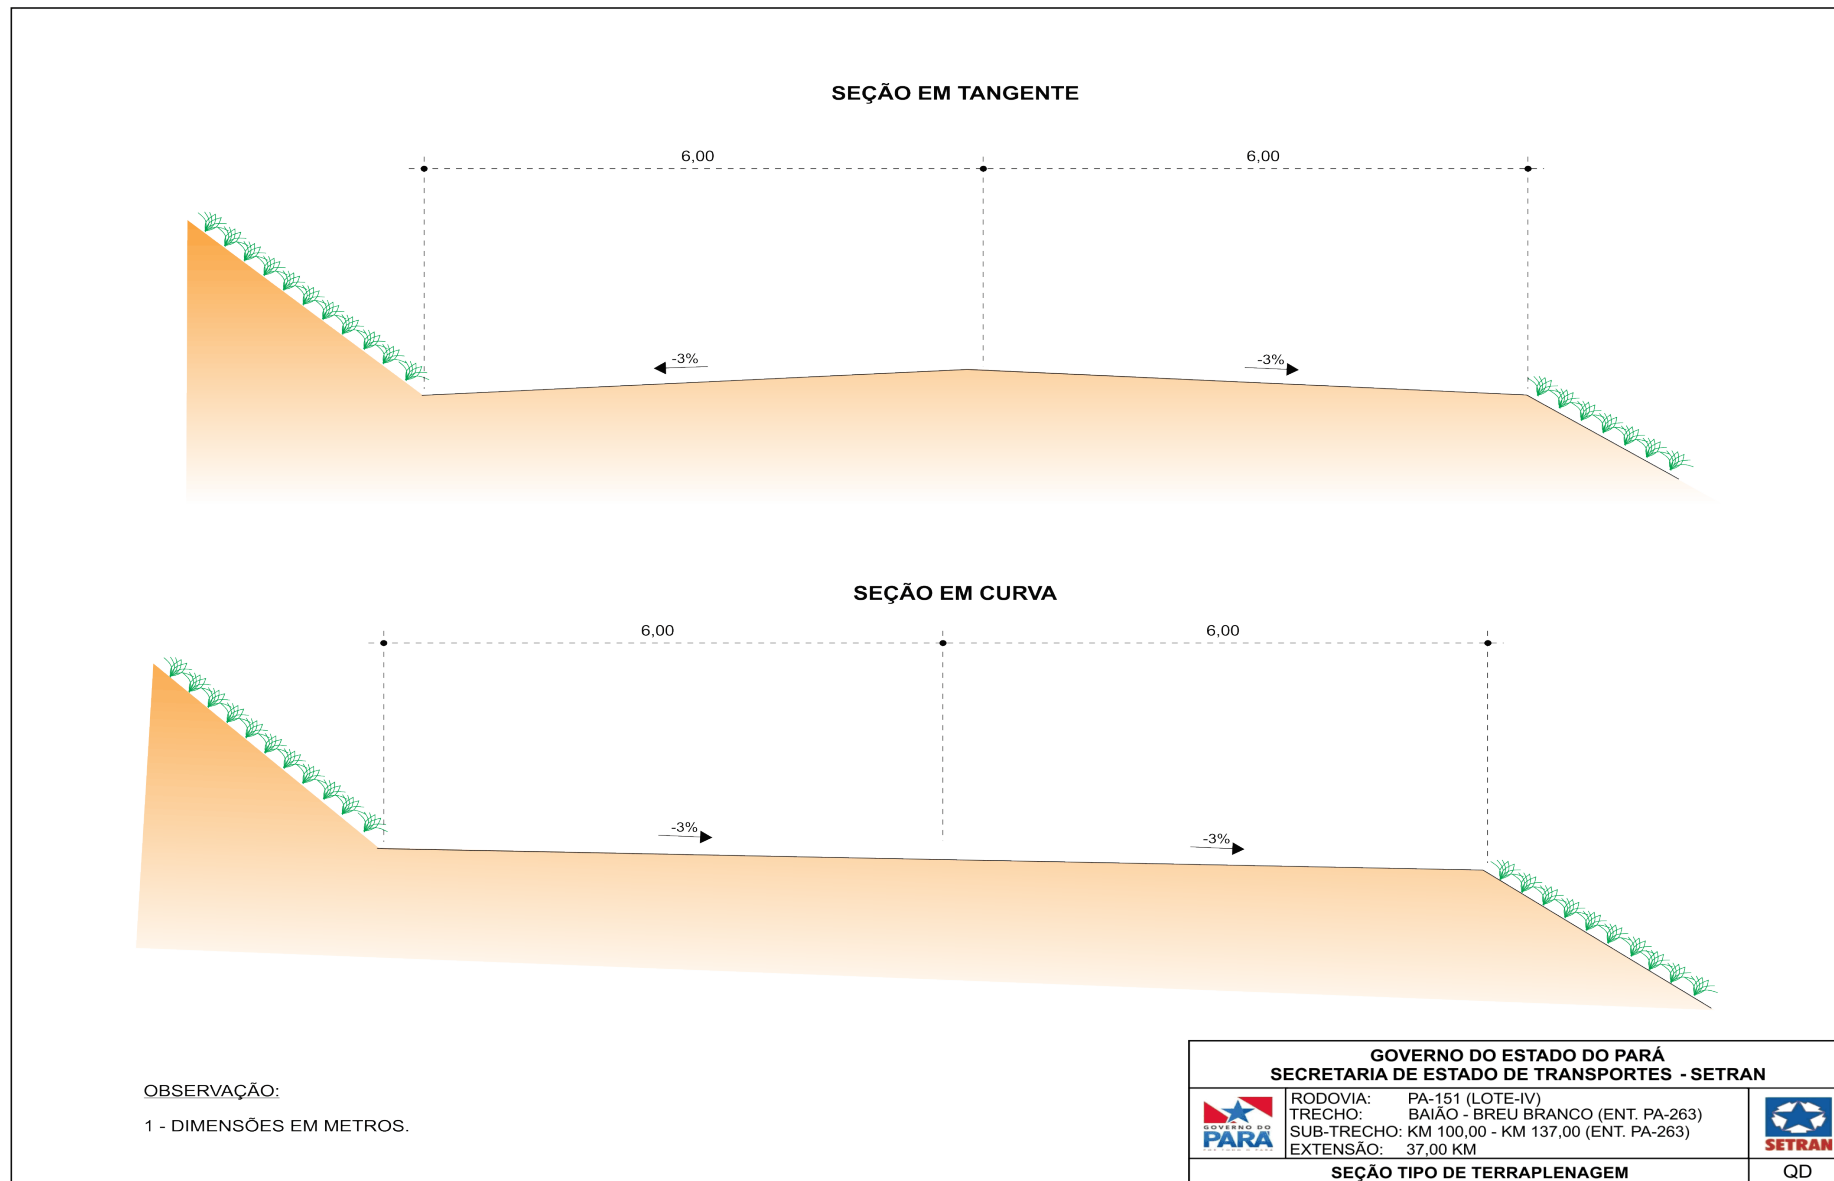 SEÇÃO EM TANGENTE
6,00 6,00
-3% -3%
SEÇÃO EM CURVA
6,00 6,00
-3% -3%
OBSERVAÇÃO:
1 - DIMENSÕES EM METROS.
GOVERNO DO ESTADO DO PARÁ
SECRETARIA DE ESTADO DE TRANSPORTES - SETRAN
RODOVIA: PA-151 (LOTE-IV)
TRECHO: BAIÃO - BREU BRANCO (ENT. PA-263)
SUB-TRECHO: KM 100,00 - KM 137,00 (ENT. PA-263)
EXTENSÃO: 37,00 KM
GOVERNO DO
PARÁ
SETRAN
SEÇÃO TIPO DE TERRAPLENAGEM
QD